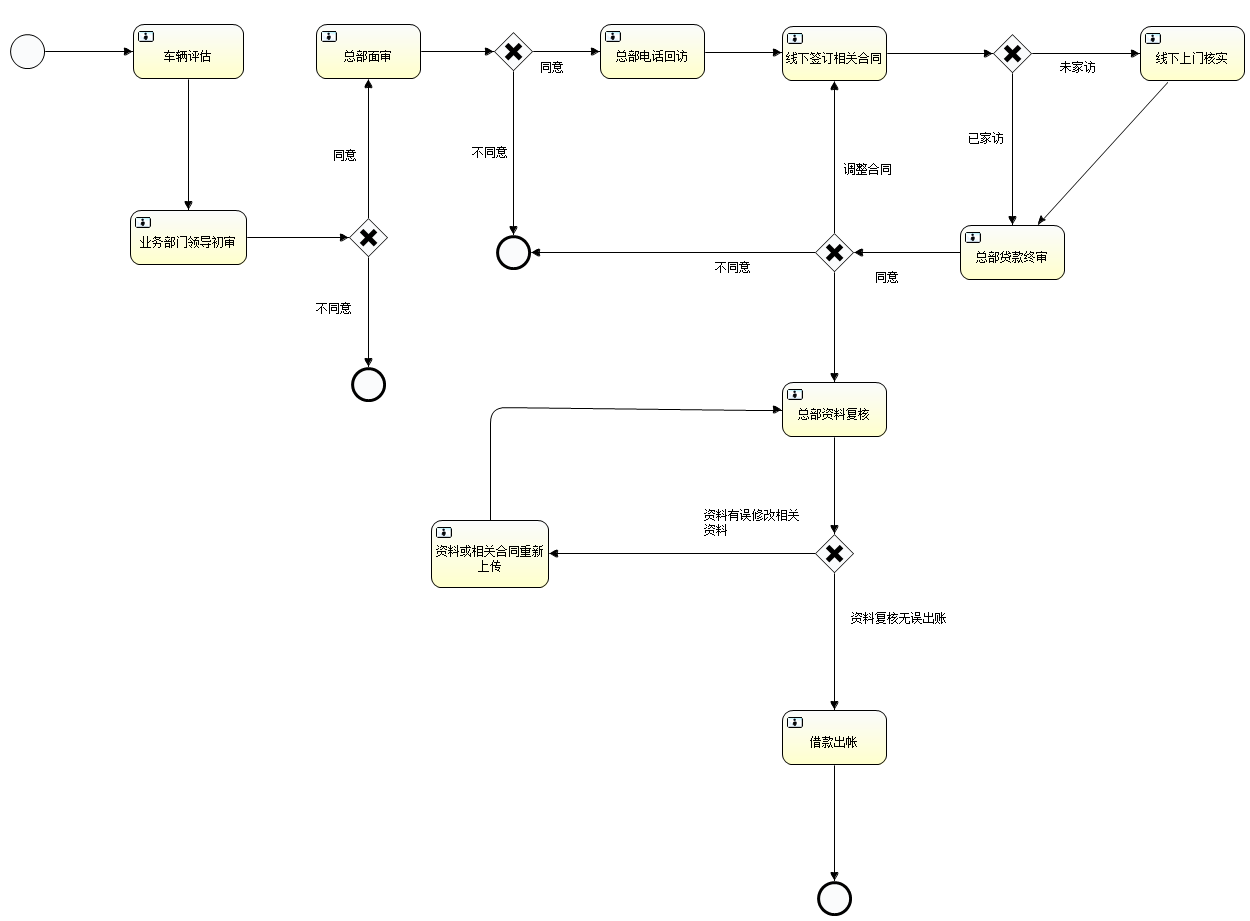 车辆评估
总部面审
同意
总部电话回访
线下签订相关合同
未家访
线下上门核实
不同意
同意
已家访
调整合同
业务部门领导初审
总部贷款终审
不同意
同意
不同意
总部资料复核
资料有误修改相关
资料
资料或相关合同重新
上传
资料复核无误出账
借款出帐